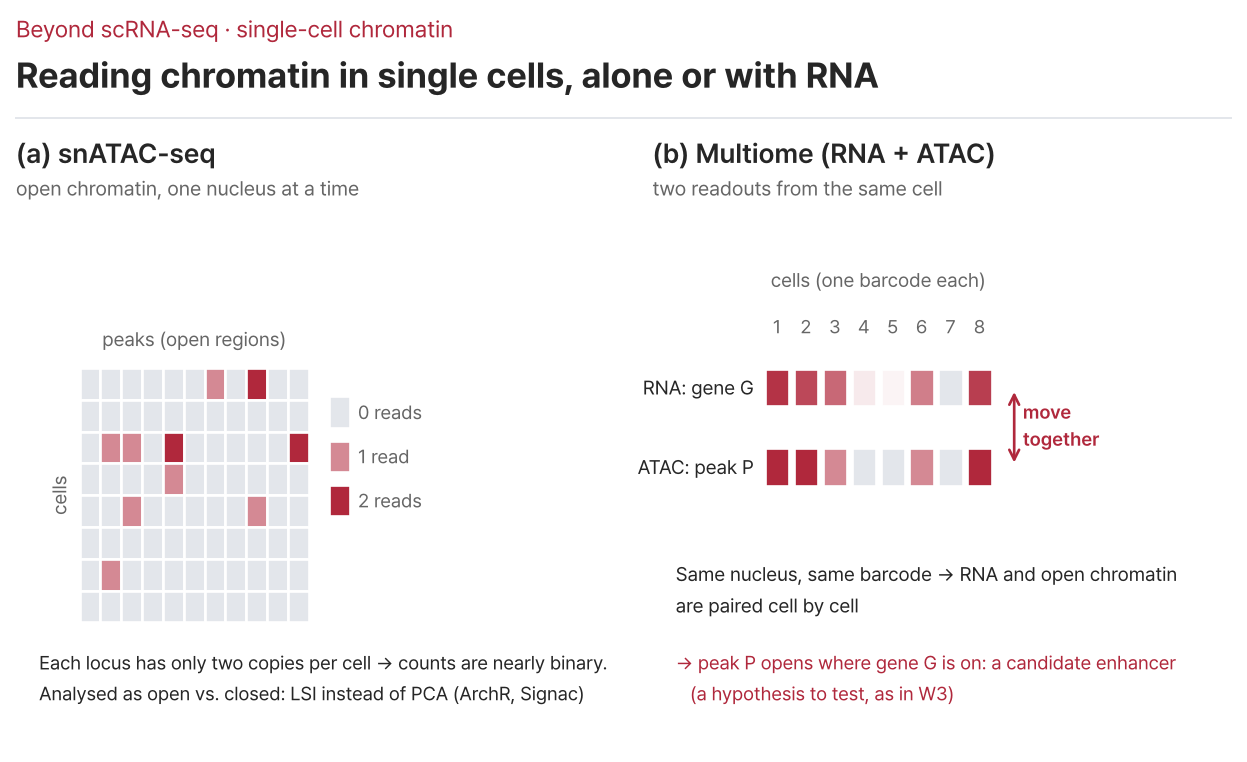 Beyond scRNA-seq · single-cell chromatin
Reading chromatin in single cells, alone or with RNA
(a) snATAC-seq
open chromatin, one nucleus at a time
peaks (open regions)
cells
0 reads
1 read
2 reads
Each locus has only two copies per cell → counts are nearly binary.
Analysed as open vs. closed: LSI instead of PCA (ArchR, Signac)
(b) Multiome (RNA + ATAC)
two readouts from the same cell
cells (one barcode each)
1 2 3 4 5 6 7 8
RNA: gene G
ATAC: peak P
move
together
Same nucleus, same barcode → RNA and open chromatin
are paired cell by cell
→ peak P opens where gene G is on: a candidate enhancer
(a hypothesis to test, as in W3)